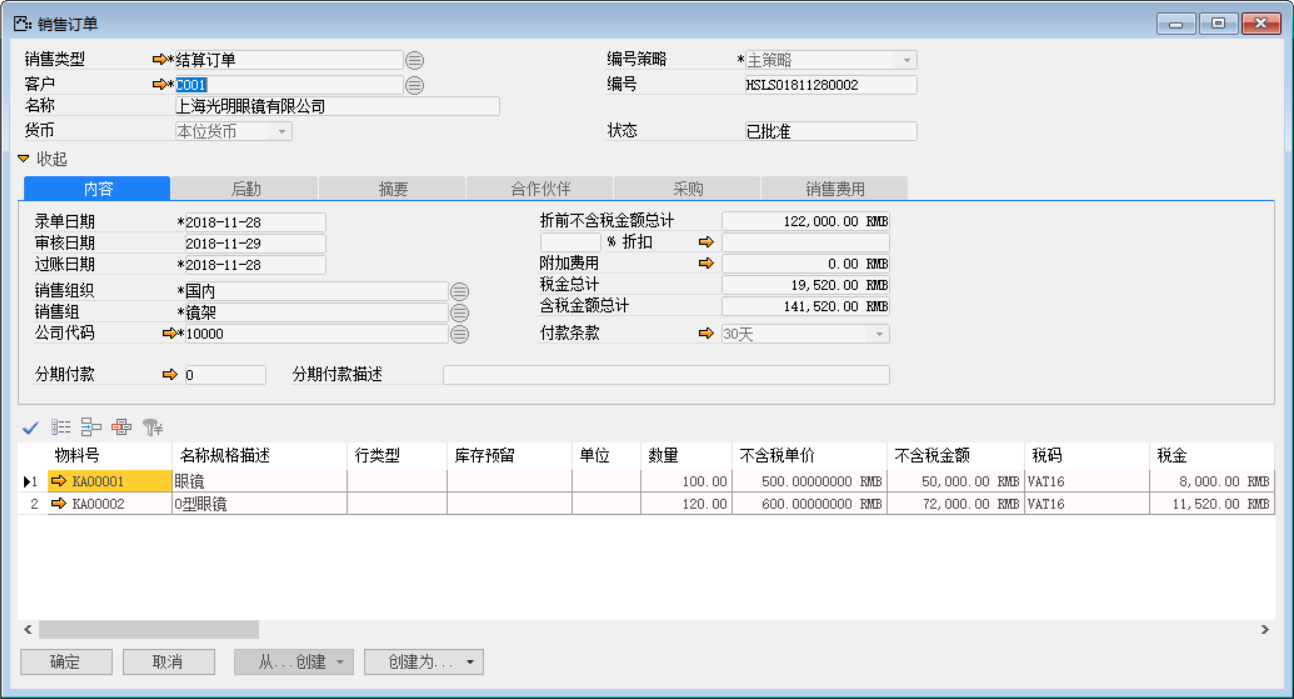 销售订单
销售类型 *结算订单 编号策略 *主策略
客户 *C001 编号 HSLS01811280002
名称 上海光明眼镜有限公司
货币 本位货币 状态 已批准
收起
内容 后勤 摘要 合作伙伴 采购 销售费用
录单日期 *2018-11-28 折前不含税金额总计 122,000.00 RMB
审核日期 2018-11-29 % 折扣
过账日期 *2018-11-28 附加费用 0.00 RMB
税金总计 19,520.00 RMB
销售组织 *国内 含税金额总计 141,520.00 RMB
销售组 *镜架
公司代码 *10000 付款条款 30天
分期付款 0 分期付款描述
物料号 名称规格描述 行类型 库存预留 单位 数量 不含税单价 不含税金额 税码 税金
1 KA00001 眼镜 100.00 500.00000000 RMB 50,000.00 RMB VAT16 8,000.00 RMB
2 KA00002 O型眼镜 120.00 600.00000000 RMB 72,000.00 RMB VAT16 11,520.00 RMB
确定 取消 从...创建 创建为...